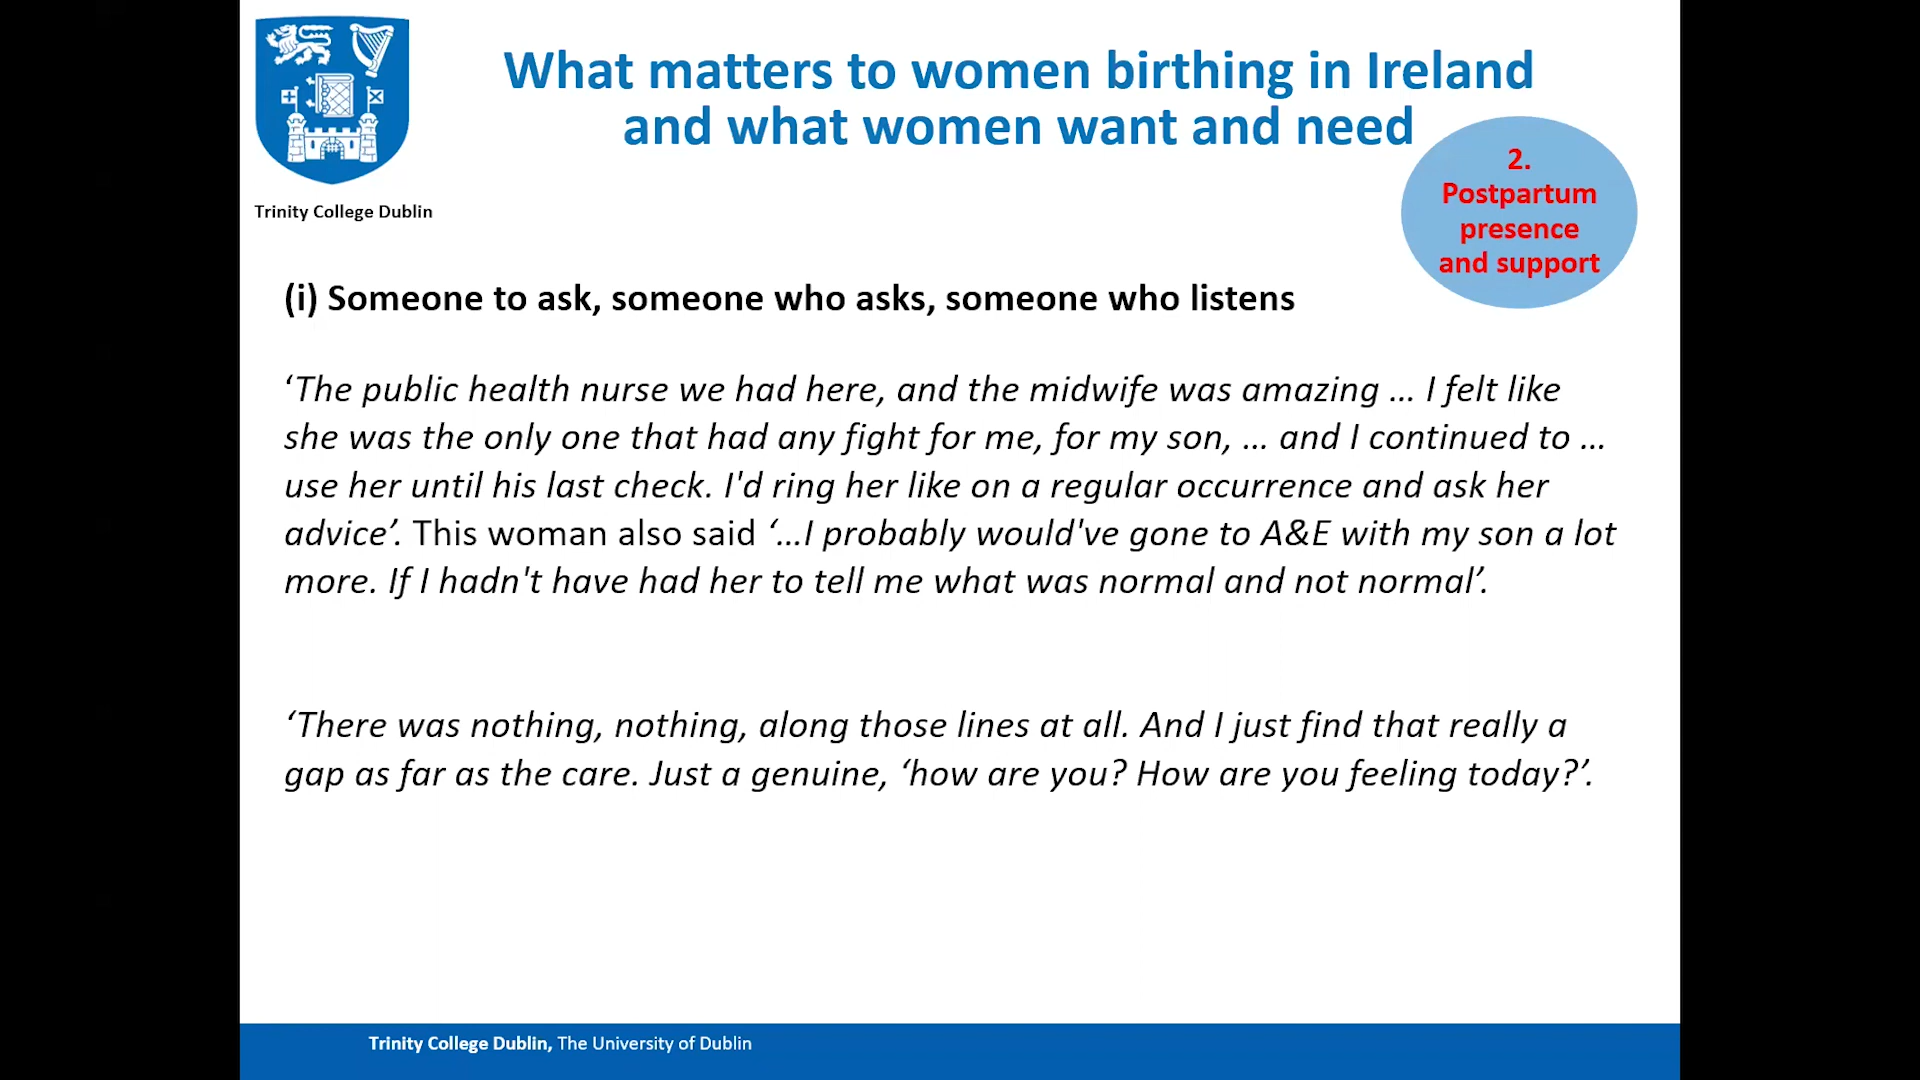 What matters to women birthing in Ireland
and what women want and need
2.
Postpartum
presence
and support
Trinity College Dublin
(i) Someone to ask, someone who asks, someone who listens
‘The public health nurse we had here, and the midwife was amazing … I felt like
she was the only one that had any fight for me, for my son, … and I continued to …
use her until his last check. I'd ring her like on a regular occurrence and ask her
advice’. This woman also said ‘…I probably would've gone to A&E with my son a lot
more. If I hadn't have had her to tell me what was normal and not normal’.
‘There was nothing, nothing, along those lines at all. And I just find that really a
gap as far as the care. Just a genuine, ‘how are you? How are you feeling today?’.
Trinity College Dublin, The University of Dublin